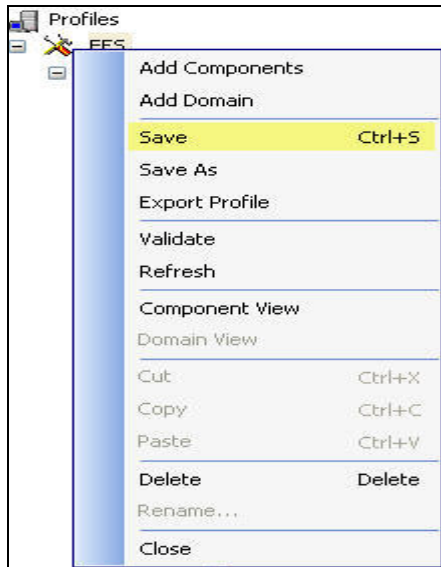 Profiles
EES
Add Components
Add Domain
Save Ctrl+S
Save As
Export Profile
Validate
Refresh
Component View
Domain View
Cut Ctrl+X
Copy Ctrl+C
Paste Ctrl+V
Delete Delete
Rename...
Close